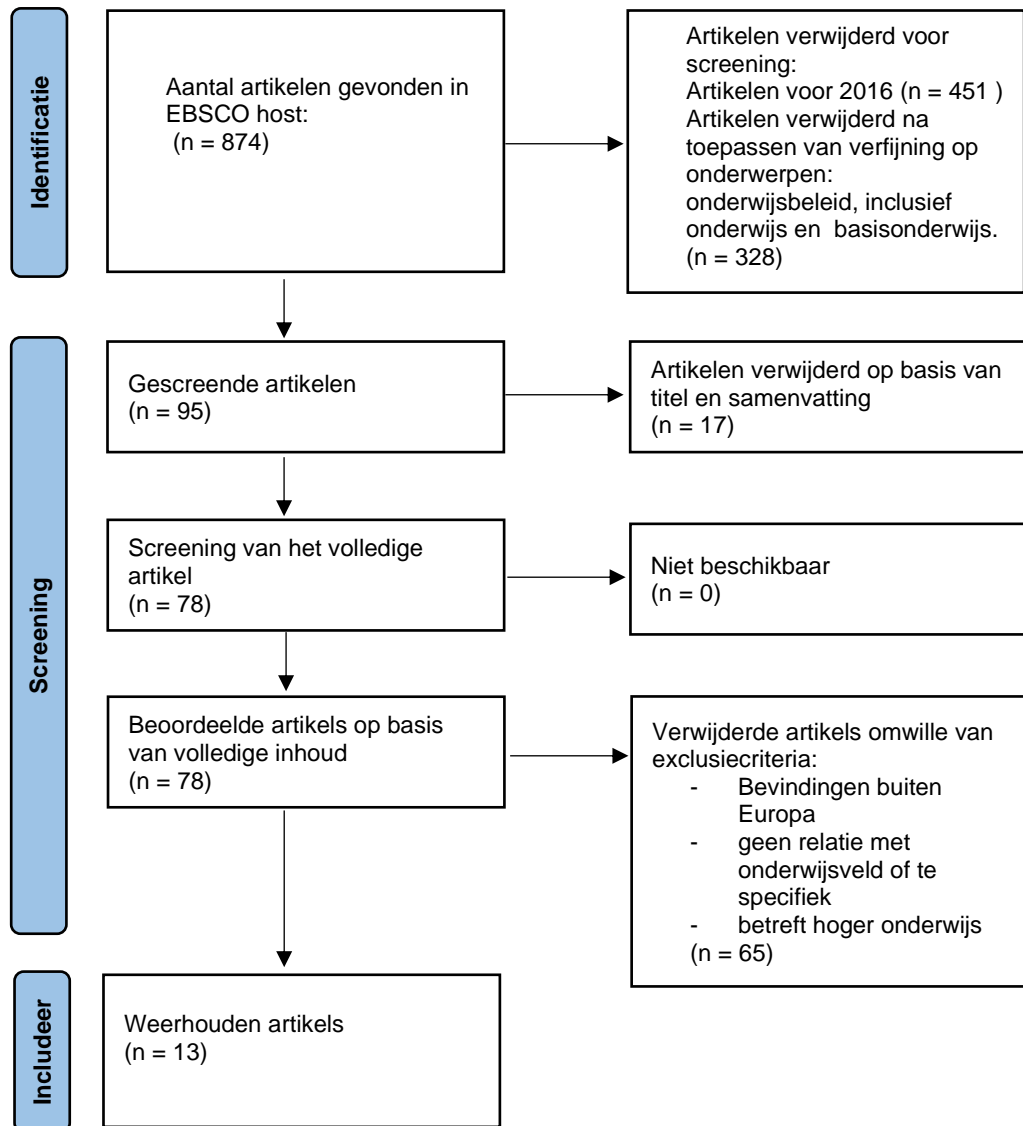 Identificatie
Aantal artikelen gevonden in
EBSCO host:
(n = 874)
Artikelen verwijderd voor
screening:
Artikelen voor 2016 (n = 451 )
Artikelen verwijderd na
toepassen van verfijning op
onderwerpen:
onderwijsbeleid, inclusief
onderwijs en basisonderwijs.
(n = 328)
Screening
Gescreende artikelen
(n = 95)
Artikelen verwijderd op basis van
titel en samenvatting
(n = 17)
Screening van het volledige
artikel
(n = 78)
Niet beschikbaar
(n = 0)
Beoordeelde artikels op basis
van volledige inhoud
(n = 78)
Verwijderde artikels omwille van
exclusiecriteria:
- Bevindingen buiten
Europa
- geen relatie met
onderwijsveld of te
specifiek
- betreft hoger onderwijs
(n = 65)
Includeer
Weerhouden artikels
(n = 13)